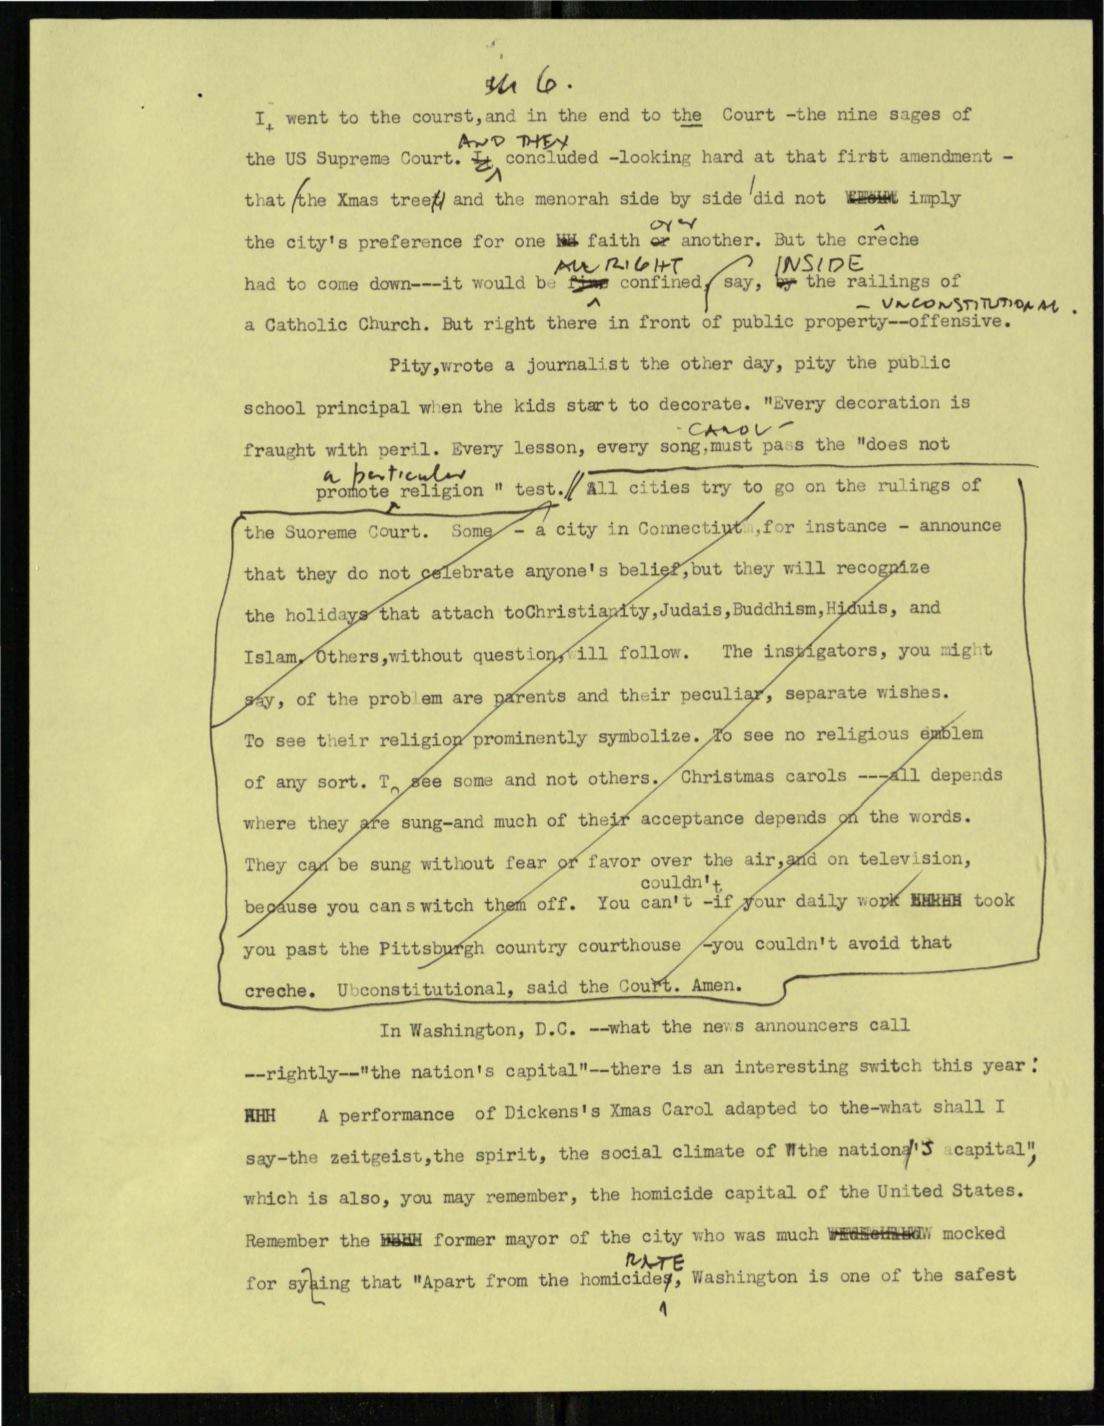 6.
It went to the courst,and in the end to the Court -the nine sages of
AND THEY
the US Supreme Court. It concluded -looking hard at that first amendment -
that (the Xmas tree) and the menorah side by side did not imply
over
the city's preference for one faith or another. But the crêche
ALL RIGHT INSIDE
had to come down---it would be fine confined, say, by the railings of
- UNCONSTITUTIONAL.
a Catholic Church. But right there in front of public property--offensive.
Pity,wrote a journalist the other day, pity the public
school principal when the kids start to decorate. "Every decoration is
-CAROL-
fraught with peril. Every lesson, every song,must pass the "does not
a particular
promote religion " test.// All cities try to go on the rulings of
the Suoreme Court. Some - a city in Connectiut,for instance - announce
that they do not celebrate anyone's belief,but they will recognize
the holidays that attach toChristianity,Judais,Buddhism,Hiduis, and
Islam. Others,without question,will follow. The instigators, you might
say, of the problem are parents and their peculiar, separate wishes.
To see their religion prominently symbolize. To see no religious emblem
of any sort. To see some and not others. Christmas carols ---all depends
where they are sung-and much of their acceptance depends on the words.
They can be sung without fear or favor over the air,and on television,
couldn't
because you cans witch them off. You can't -if your daily work took
you past the Pittsburgh country courthouse -you couldn't avoid that
creche. Ubconstitutional, said the Court. Amen.
In Washington, D.C. --what the news announcers call
--rightly--"the nation's capital"--there is an interesting switch this year:
HHH A performance of Dickens's Xmas Carol adapted to the-what shall I
say-the zeitgeist,the spirit, the social climate of Wthe nation's capital",
which is also, you may remember, the homicide capital of the United States.
Remember the former mayor of the city who was much mocked
RATE
for syaing that "Apart from the homicides, Washington is one of the safest